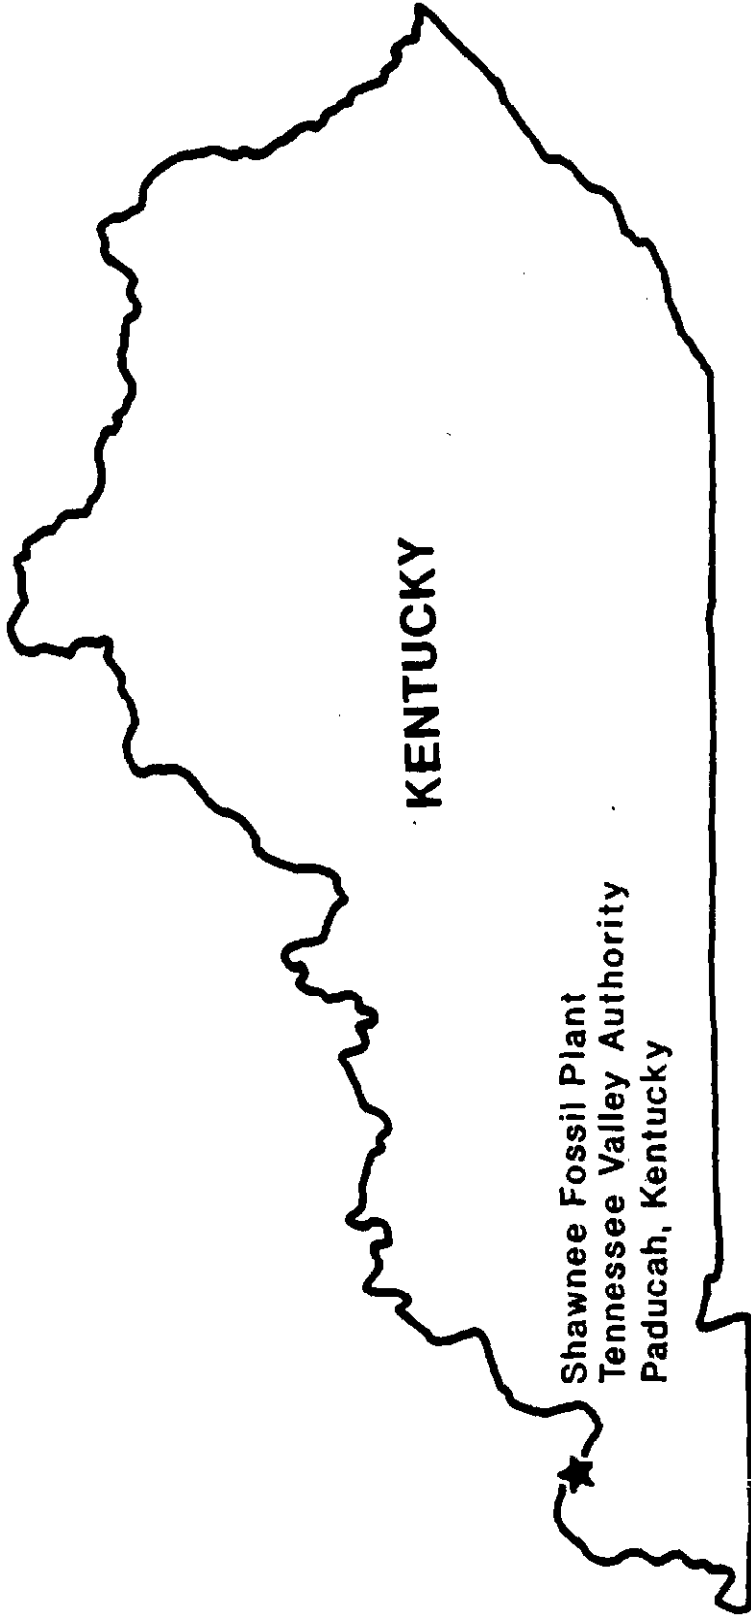 KENTUCKY
Shawnee Fossil Plant
Tennessee Valley Authority
Paducah, Kentucky